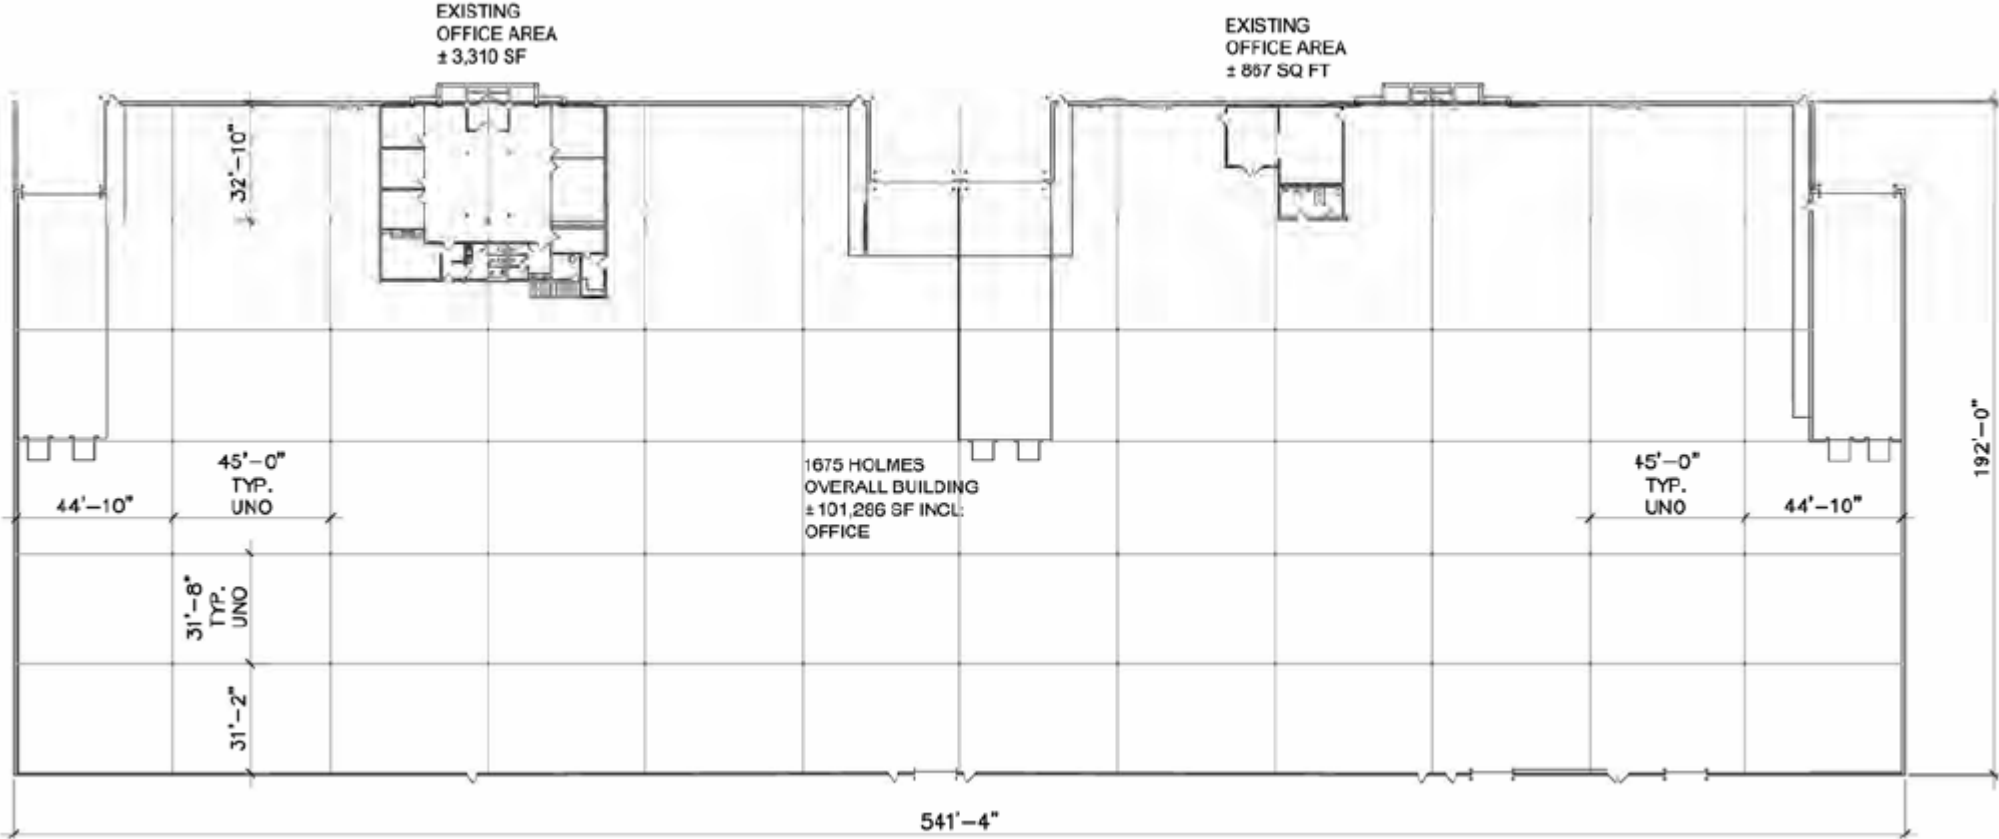 EXISTING
OFFICE AREA
± 3,310 SF
EXISTING
OFFICE AREA
± 867 SQ FT
32'-10"
192'-0"
45'-0"
TYP.
UNO
44'-10"
1675 HOLMES
OVERALL BUILDING
±101,286 SF INCL:
OFFICE
45'-0"
TYP.
UNO
44'-10"
31'-8"
TYP.
UNO
31'-2"
541'-4"